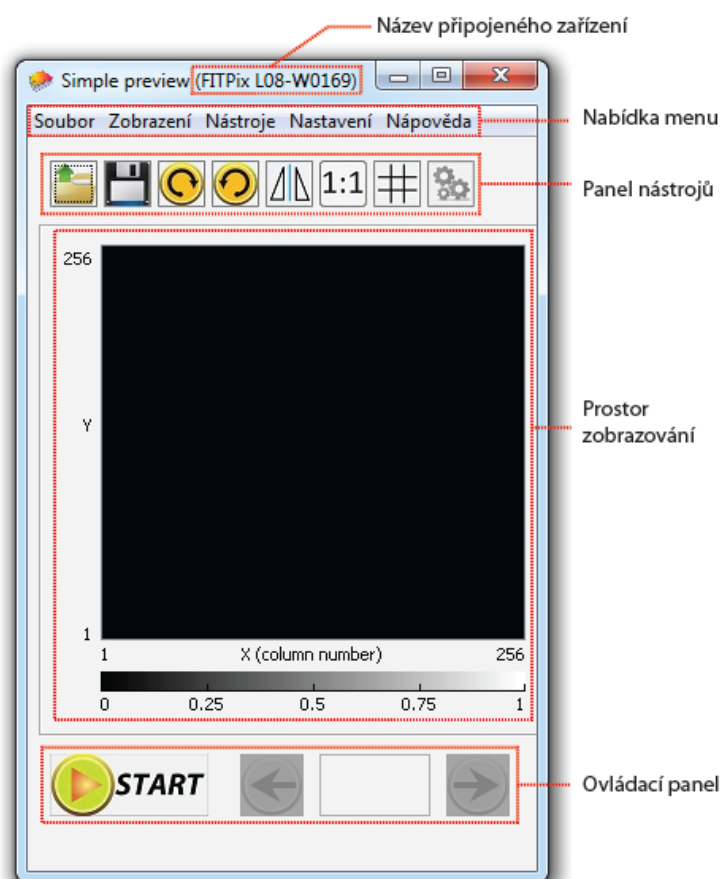 Název připojeného zařízení
Simple preview (FITPix L08-W0169)
Soubor Zobrazení Nástroje Nastavení Nápověda
Nabídka menu
1:1
Panel nástrojů
256
Y
Prostor
zobrazování
1
1 X (column number) 256
0 0.25 0.5 0.75 1
START
Ovládací panel